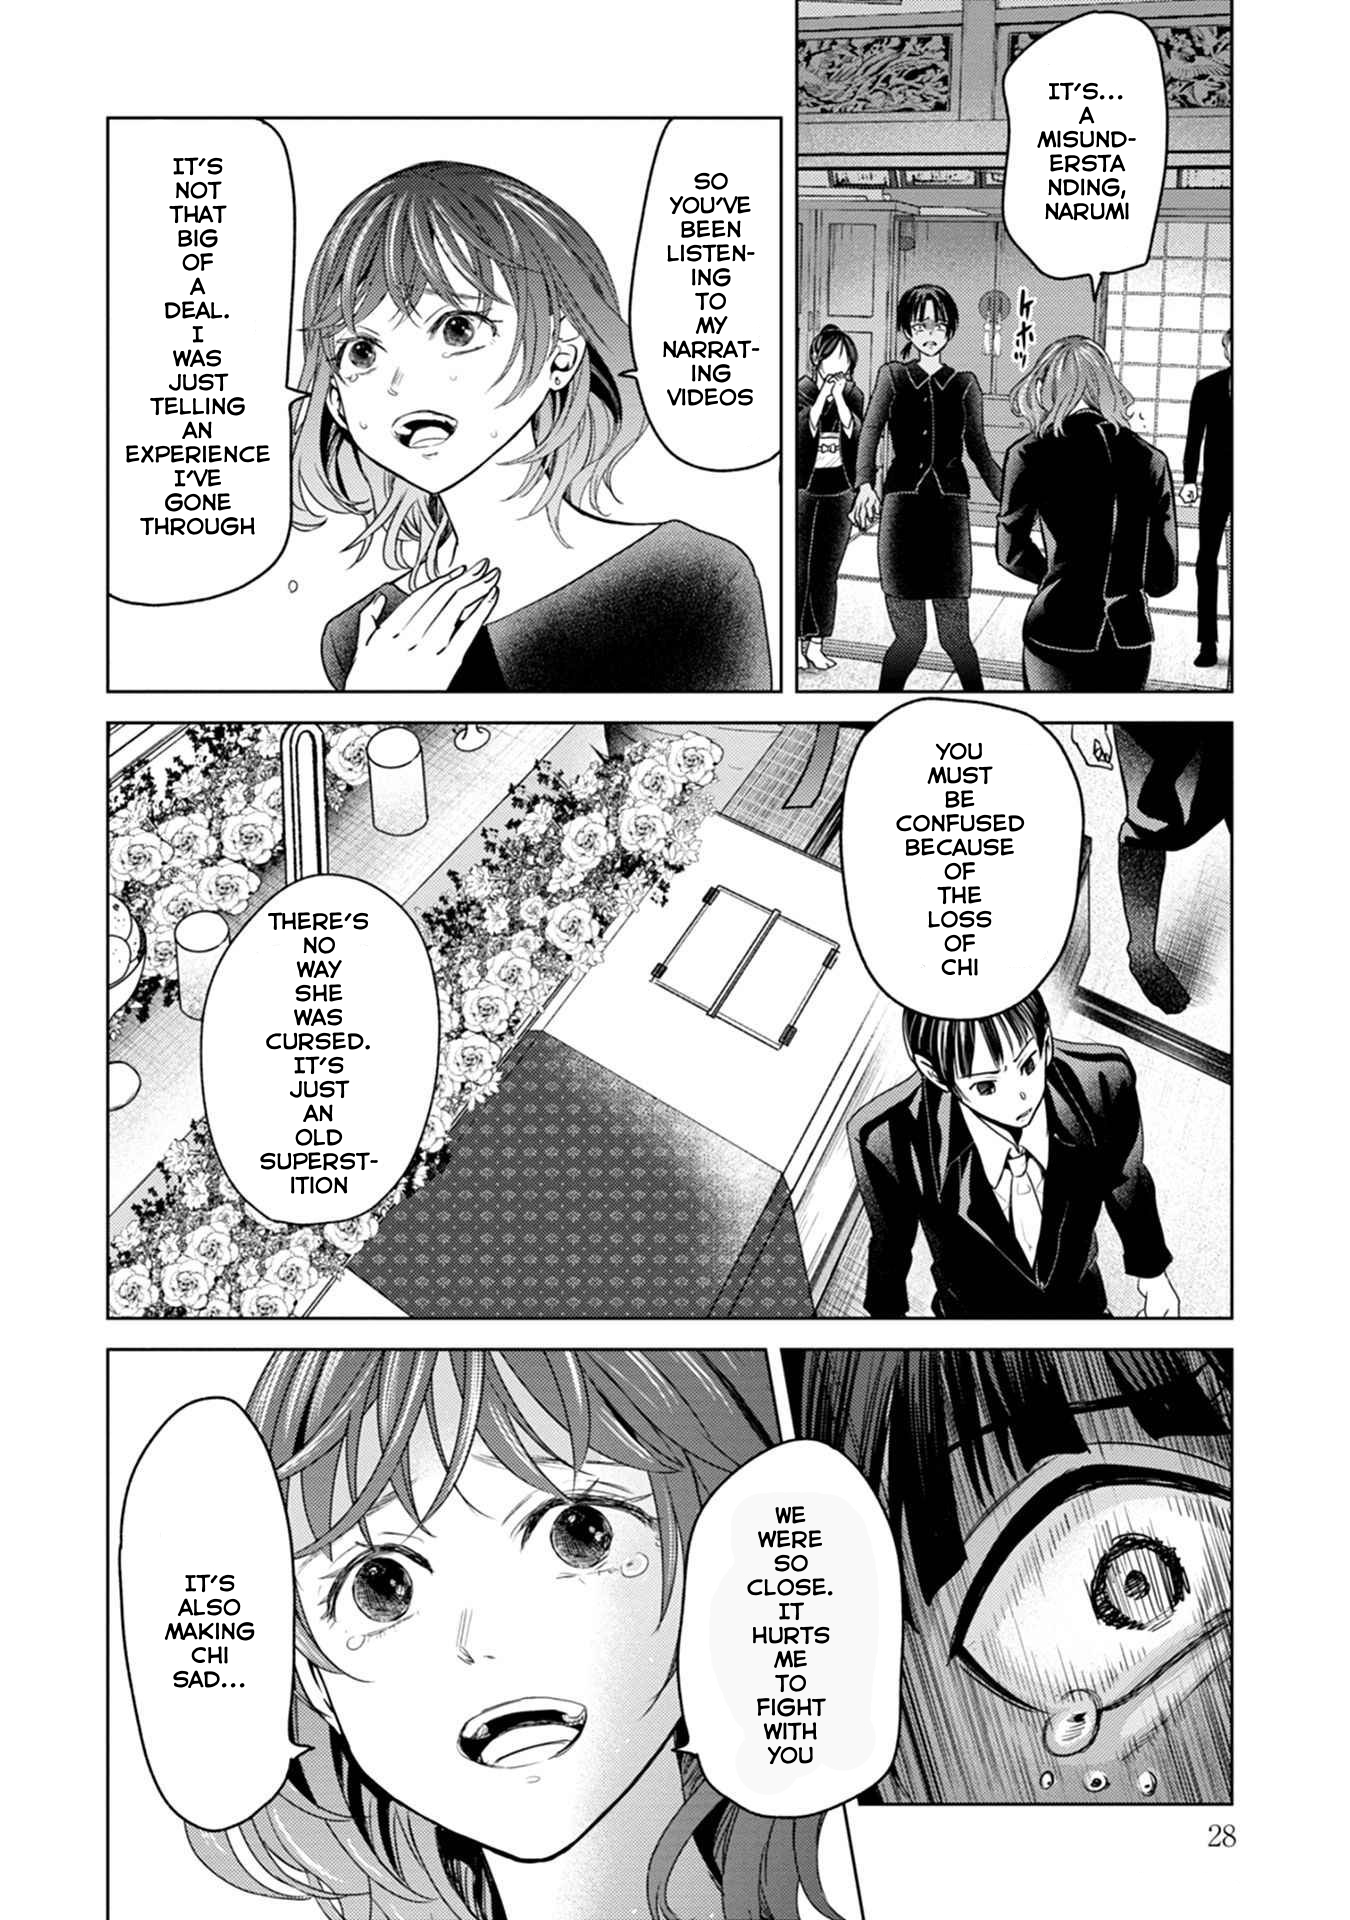 IT'S...
A
MISUND-
ERSTA
NDING,
NARUMI
ケホッ
SO
YOU'VE
BEEN
LISTEN-
ING
TO
MY
NARRAT-
ING
VIDEOS
IT'S
NOT
THAT
BIG
OF
A
DEAL.
I
WAS
JUST
TELLING
AN
EXPERIENCE
I'VE
GONE
THROUGH
YOU
MUST
BE
CONFUSED
BECAUSE
OF
THE
LOSS
OF
CHI
THERE'S
NO
WAY
SHE
WAS
CURSED.
IT'S
JUST
AN
OLD
SUPERST-
ITION
WE
WERE
SO
CLOSE.
IT
HURTS
ME
TO
FIGHT
WITH
YOU
IT'S
ALSO
MAKING
CHI
SAD...
28